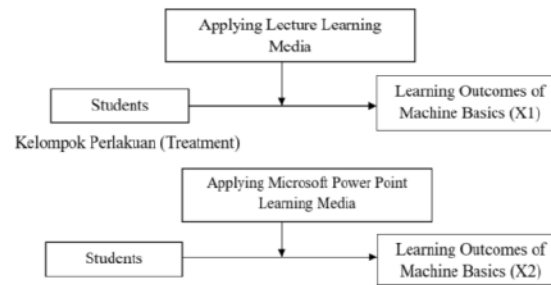 Applying Lecture Learning
Media
Students
Learning Outcomes of
Machine Basics (X1)
Kelompok Perlakuan (Treatment)
Applying Microsoft Power Point
Learning Media
Students
Learning Outcomes of
Machine Basics (X2)